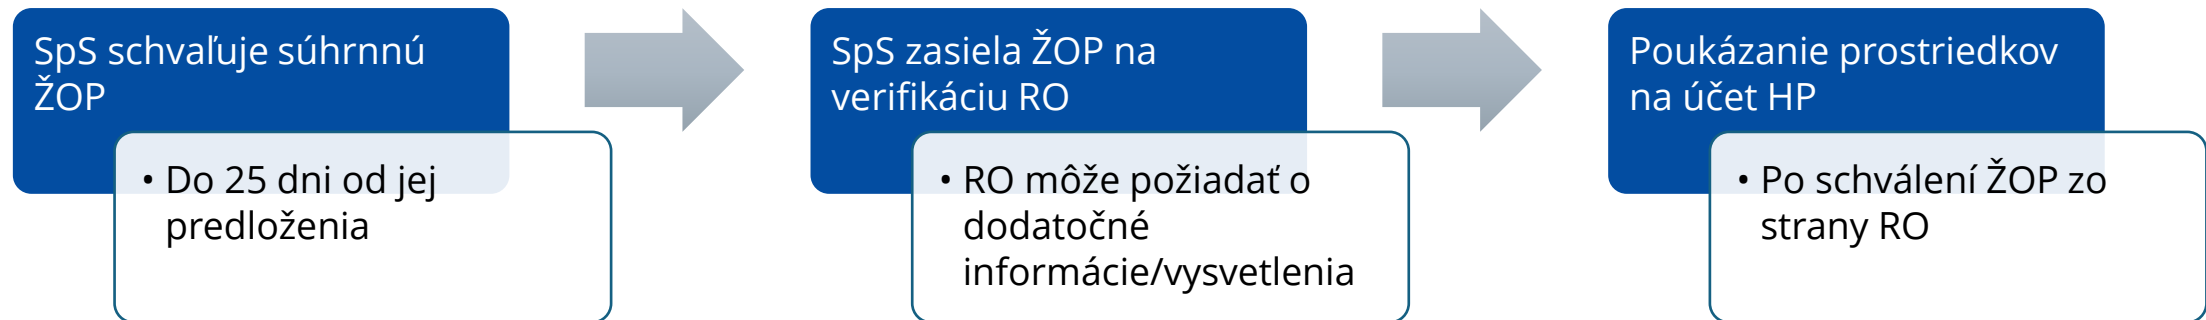 SpS schvaľuje súhrnnú
ŽOP
• Do 25 dni od jej
predloženia
SpS zasiela ŽOP na
verifikáciu RO
• RO môže požiadať o
dodatočné
informácie/vysvetlenia
Poukázanie prostriedkov
na účet HP
• Po schválení ŽOP zo
strany RO